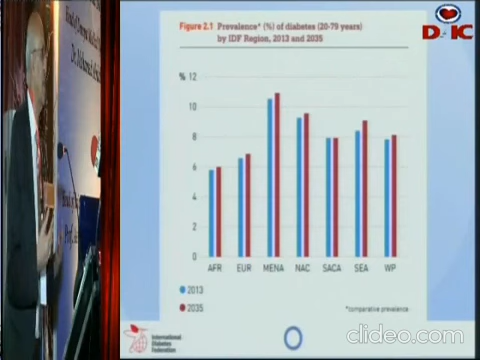 Figure 2.1 Prevalence* (%) of diabetes (20-79 years)
by IDF Region, 2013 and 2035
% 12
10
8
6
4
2
0
AFR EUR MENA NAC SACA SEA WP
2013
2035
*comparative prevalence
International
Diabetes
Federation
clideo.com